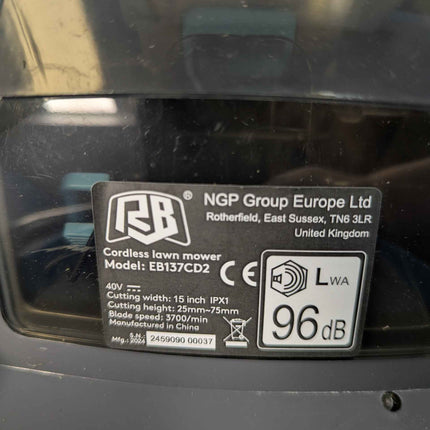 RB®
NGP Group Europe Ltd
Rotherfield, East Sussex, TN6 3LR
United Kingdom
Cordless lawn mower
Model: EB137CD2
CE
40V
Cutting width: 15 inch IPX1
Cutting height: 25mm~75mm
Blade speed: 3700/min
Manufactured in China
S.N.:
Mfg.: 2459090 00037
LWA
96 dB